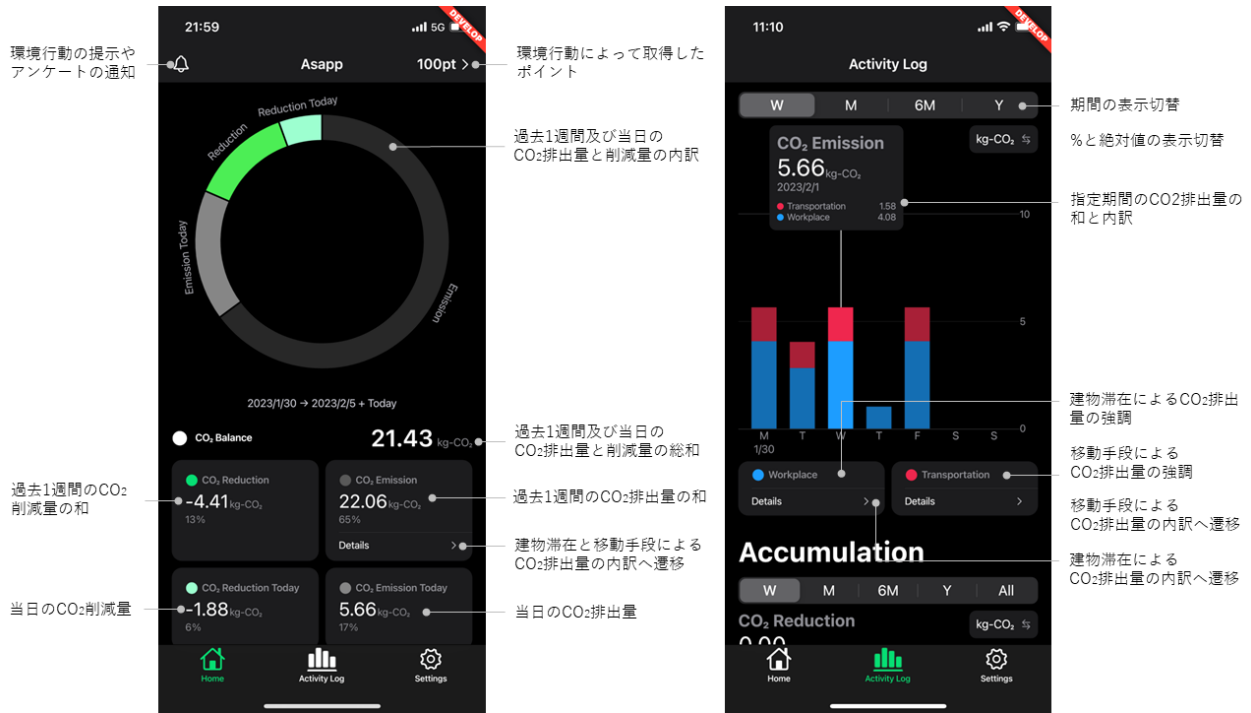 環境行動の提示や
アンケートの通知
過去1週間のCO₂
削減量の和
当日のCO₂削減量
21:59
5G
DEVELOP
Asapp
100pt >
Reduction Today
Reduction
Emission Today
Emission
2023/1/30 → 2023/2/5 + Today
CO₂ Balance
21.43 kg-CO₂
CO₂ Reduction
-4.41 kg-CO₂
13%
CO₂ Emission
22.06 kg-CO₂
65%
Details >
CO₂ Reduction Today
-1.88 kg-CO₂
6%
CO₂ Emission Today
5.66 kg-CO₂
17%
Home
Activity Log
Settings
環境行動によって取得した
ポイント
過去1週間及び当日の
CO₂排出量と削減量の内訳
過去1週間及び当日の
CO₂排出量と削減量の総和
過去1週間のCO₂排出量の和
建物滞在と移動手段による
CO₂排出量の内訳へ遷移
当日のCO₂排出量
11:10
DEVELOP
Activity Log
W M 6M Y
kg-CO₂ ⇆
CO₂ Emission
5.66 kg-CO₂
2023/2/1
Transportation 1.58
Workplace 4.08
10
5
0
M T W T F S S
1/30
Workplace
Details >
Transportation
Details >
Accumulation
W M 6M Y All
CO₂ Reduction
kg-CO₂ ⇆
0.00
Home
Activity Log
Settings
期間の表示切替
%と絶対値の表示切替
指定期間のCO2排出量の
和と内訳
建物滞在によるCO₂排出
量の強調
移動手段による
CO₂排出量の強調
移動手段による
CO₂排出量の内訳へ遷移
建物滞在による
CO₂排出量の内訳へ遷移